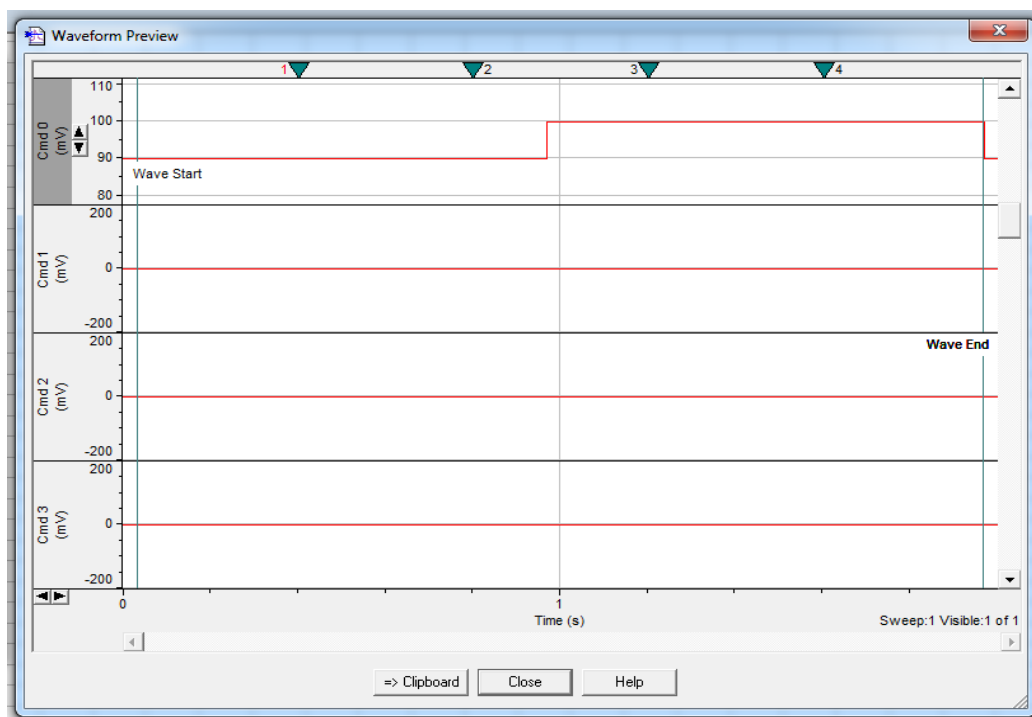 Waveform Preview
1 2 3 4
Cmd 0
(mV)
110
100
90
80
Wave Start
Cmd 1
(mV)
200
0
-200
Cmd 2
(mV)
200
0
-200
Wave End
Cmd 3
(mV)
200
0
-200
0 1
Time (s)
Sweep:1 Visible:1 of 1
=> Clipboard Close Help